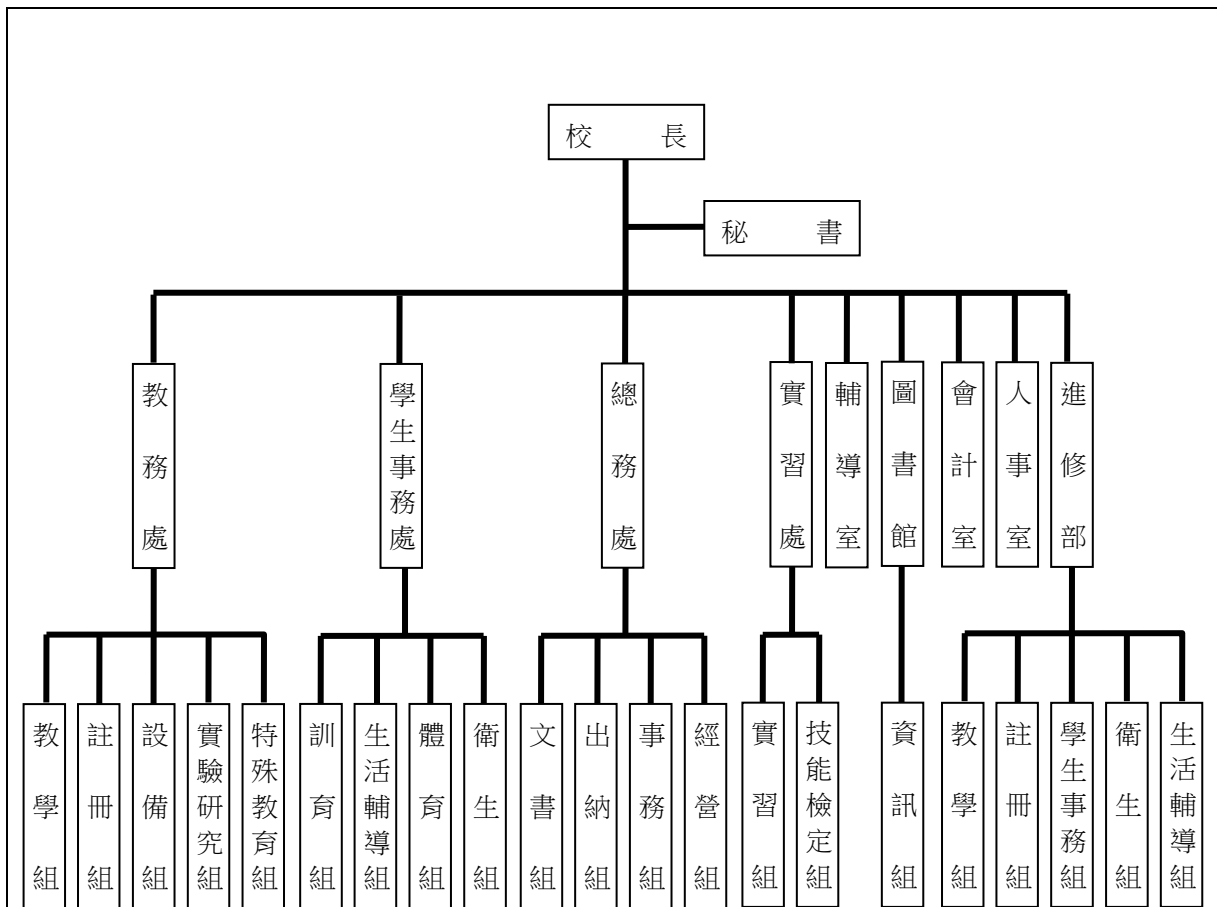 校長
秘書
教務處
學生事務處
總務處
實習處
輔導室
圖書館
會計室
人事室
進修部
教學組
註冊組
設備組
實驗研究組
特殊教育組
訓育組
生活輔導組
體育組
衛生組
文書組
出納組
事務組
經營組
實習組
技能檢定組
資訊組
教學組
註冊組
學生事務組
衛生組
生活輔導組